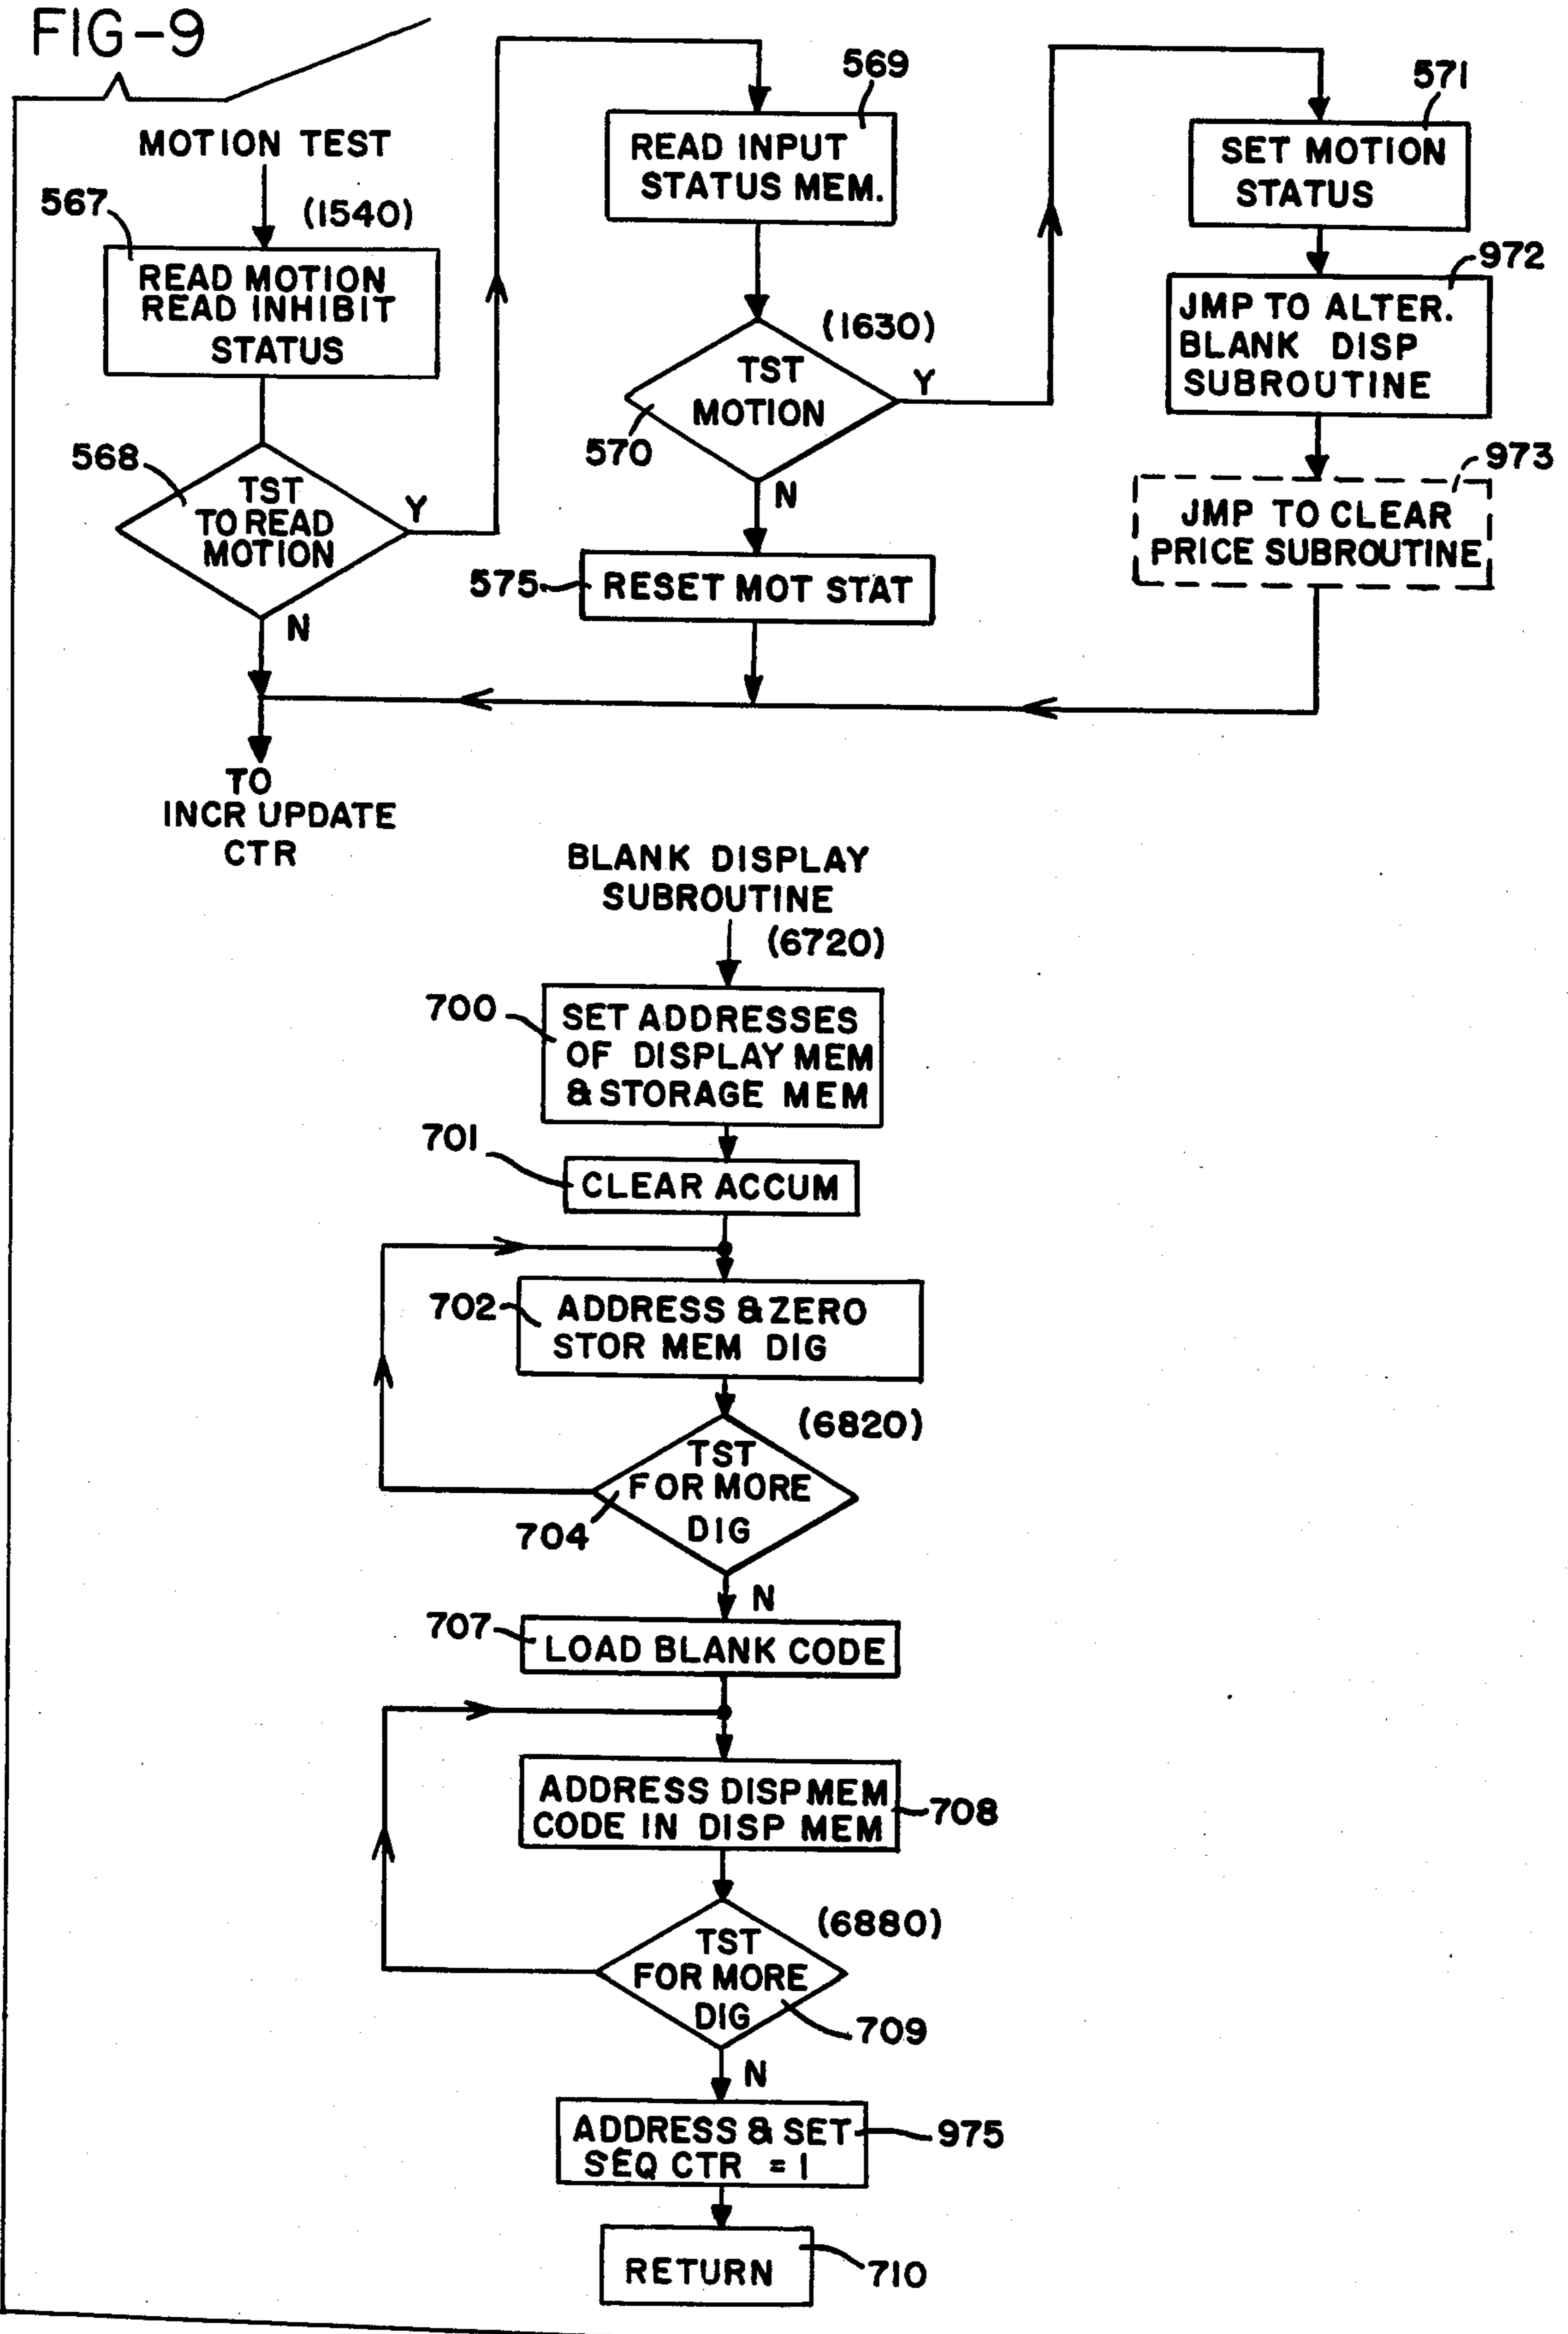 FIG-9
MOTION TEST
(1540)
567
READ MOTION
READ INHIBIT
STATUS
568
TST
TO READ
MOTION
Y
N
TO
INCR UPDATE
CTR
569
READ INPUT
STATUS MEM.
(1630)
TST
MOTION
570
Y
N
575
RESET MOT STAT
571
SET MOTION
STATUS
972
JMP TO ALTER.
BLANK DISP
SUBROUTINE
973
JMP TO CLEAR
PRICE SUBROUTINE
BLANK DISPLAY
SUBROUTINE
(6720)
700
SET ADDRESSES
OF DISPLAY MEM
& STORAGE MEM
701
CLEAR ACCUM
702
ADDRESS & ZERO
STOR MEM DIG
(6820)
TST
FOR MORE
DIG
704
N
707
LOAD BLANK CODE
ADDRESS DISP MEM
CODE IN DISP MEM
708
(6880)
TST
FOR MORE
DIG
709
N
ADDRESS & SET
SEQ CTR = 1
975
RETURN
710